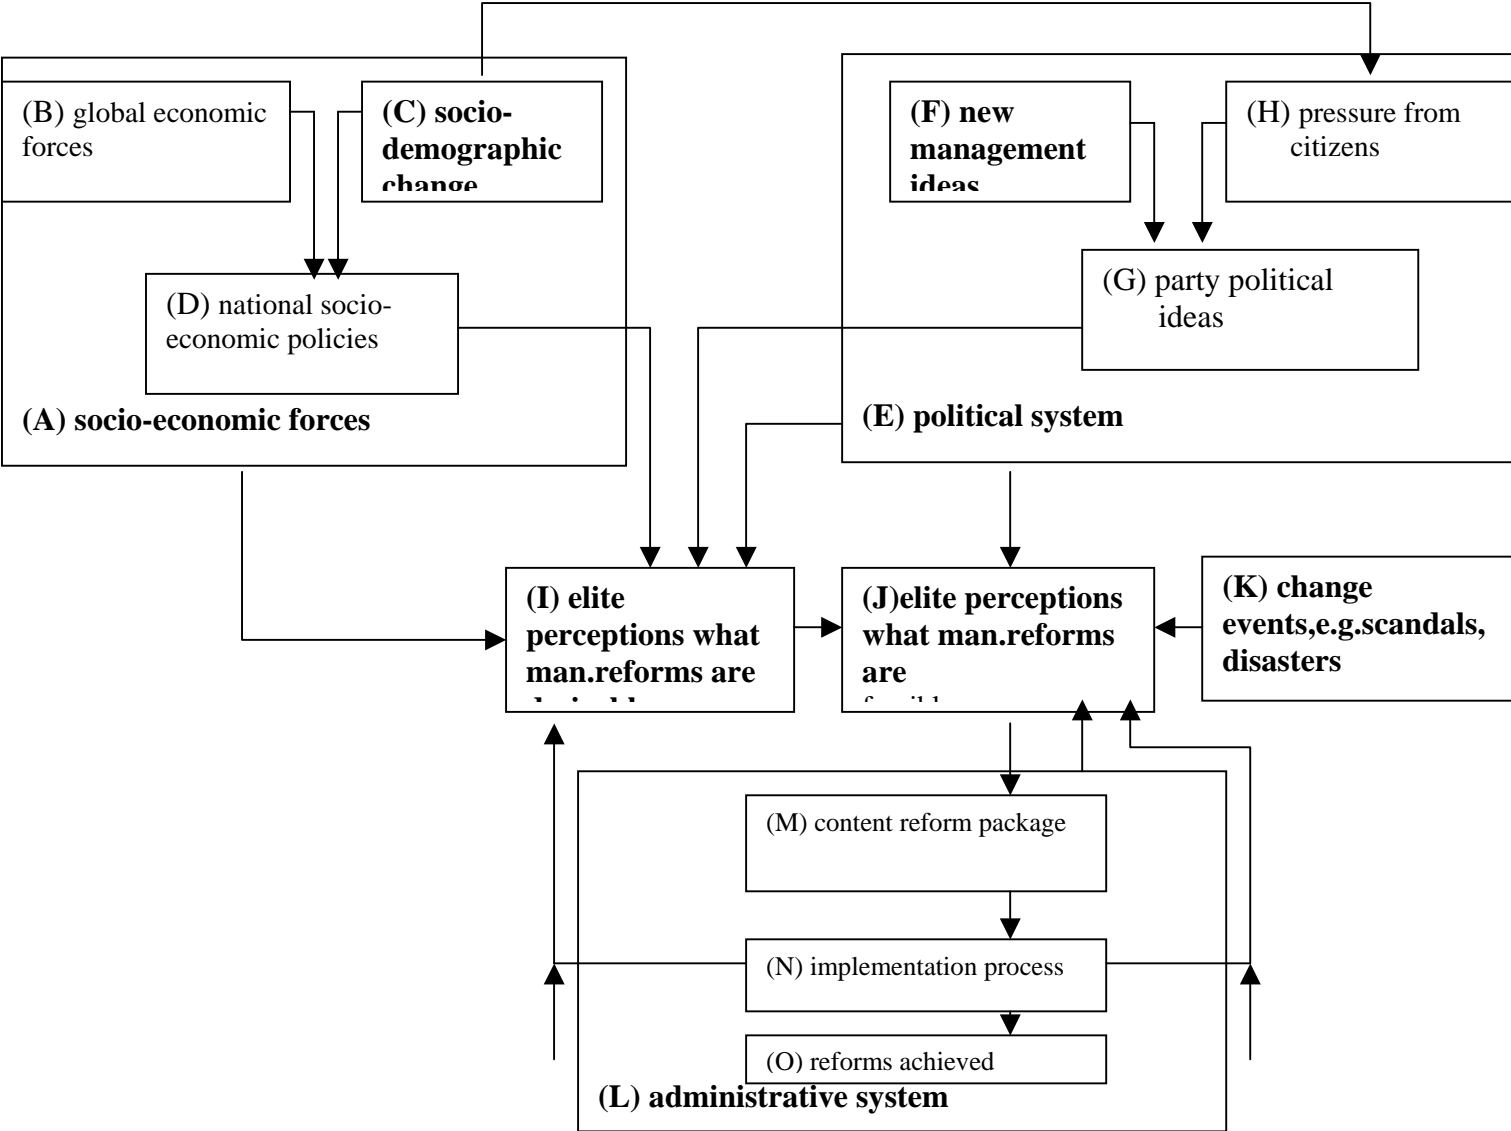 (B) global economic
forces
(C) socio-
demographic
change
(F) new
management
ideas
(H) pressure from
citizens
(D) national socio-
economic policies
(G) party political
ideas
(A) socio-economic forces
(E) political system
(I) elite
perceptions what
man.reforms are
(J)elite perceptions
what man.reforms
are
(K) change
events,e.g.scandals,
disasters
(M) content reform package
(N) implementation process
(O) reforms achieved
(L) administrative system